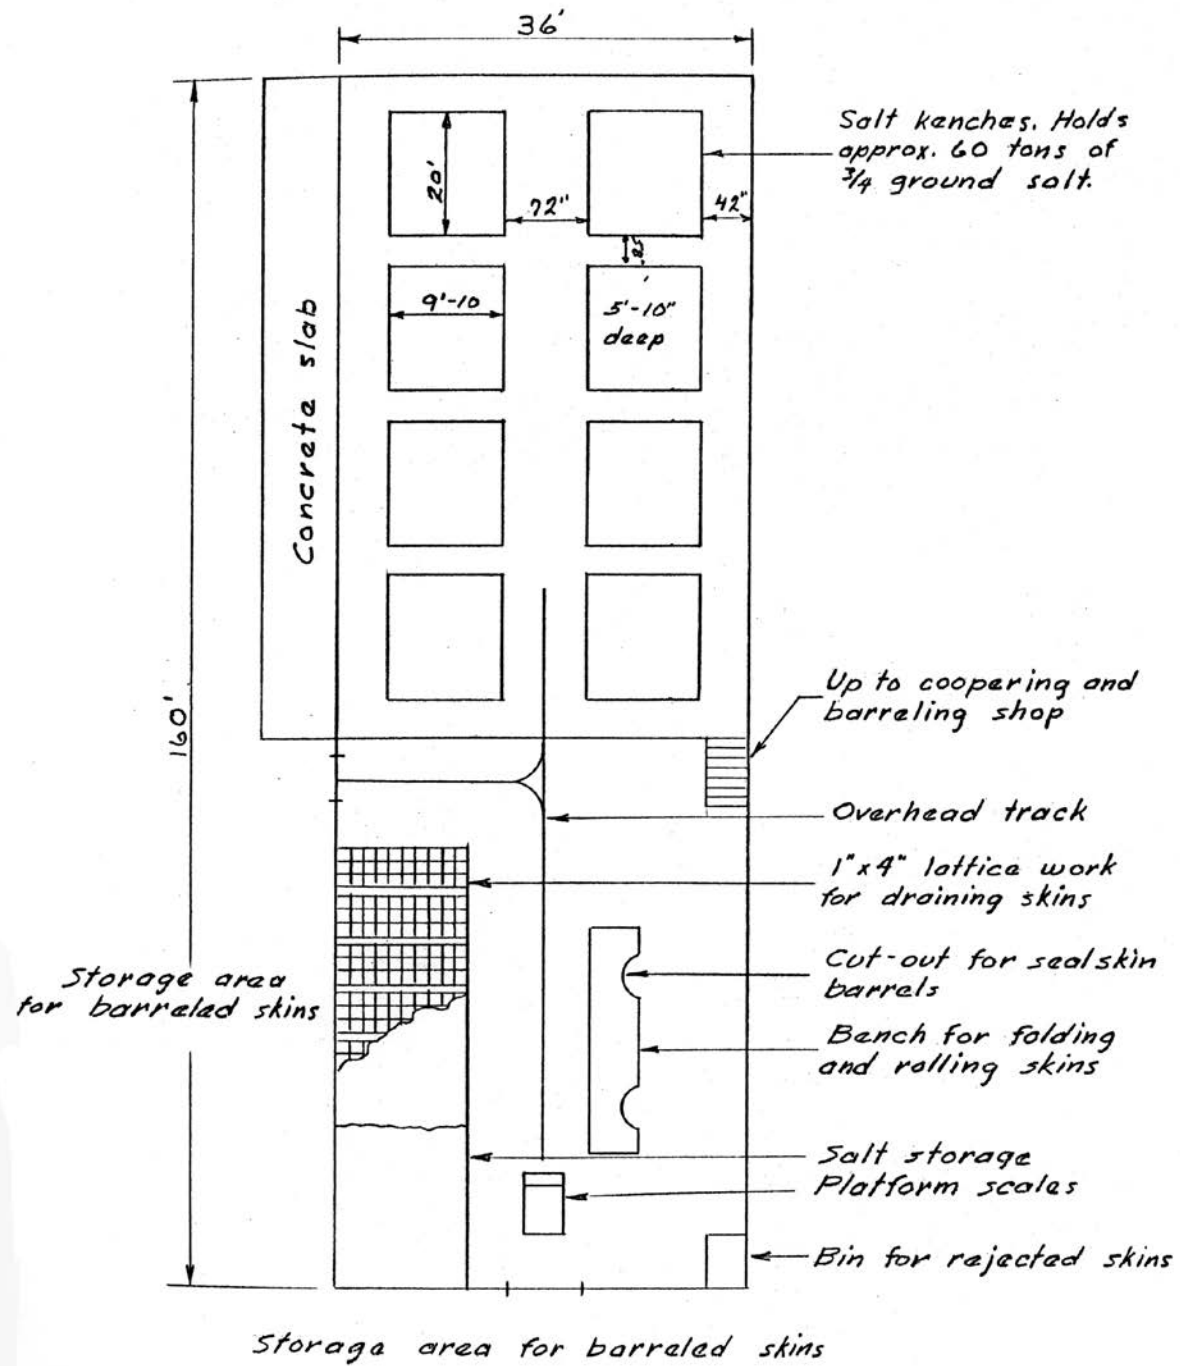 36'
Salt kenches. Holds
approx. 60 tons of
3/4 ground salt.
20'
72"
42"
9'-10
5'-10"
deep
Concrete slab
160'
Up to coopering and
barreling shop
Overhead track
1"x4" lattice work
for draining skins
Cut-out for sealskin
barrels
Storage area
for barreled skins
Bench for folding
and rolling skins
Salt storage
Platform scales
Bin for rejected skins
Storage area for barreled skins